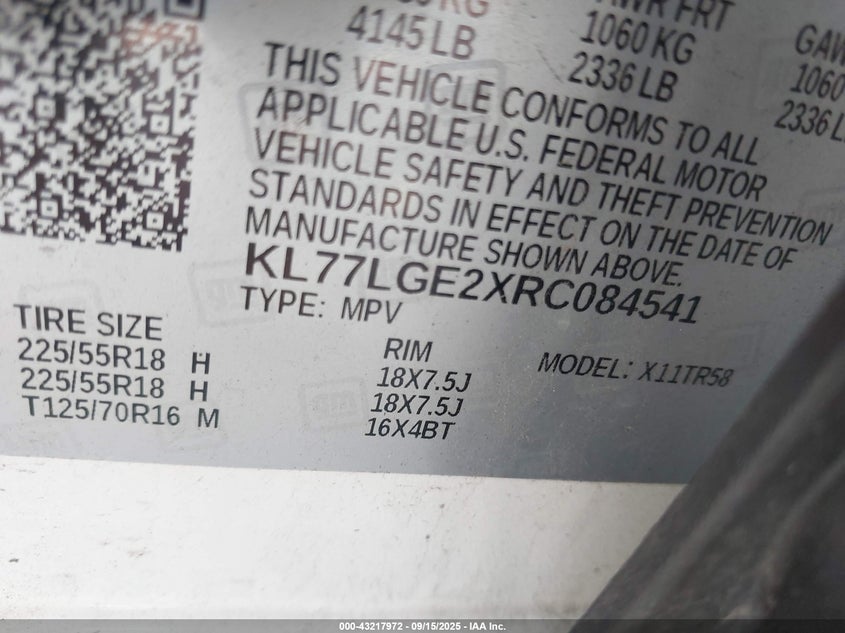 KG
4145 LB
FRT
1060 KG
2336 LB
GAW
1060
2336 L
THIS VEHICLE CONFORMS TO ALL
APPLICABLE U.S. FEDERAL MOTOR
VEHICLE SAFETY AND THEFT PREVENTION
STANDARDS IN EFFECT ON THE DATE OF
MANUFACTURE SHOWN ABOVE.
KL77LGE2XRC084541
TYPE: MPV
TIRE SIZE
225/55R18 H
225/55R18 H
T125/70R16 M
RIM
18X7.5J
18X7.5J
16X4BT
MODEL: X11TR58
000-43217972 - 09/15/2025 - IAA Inc.